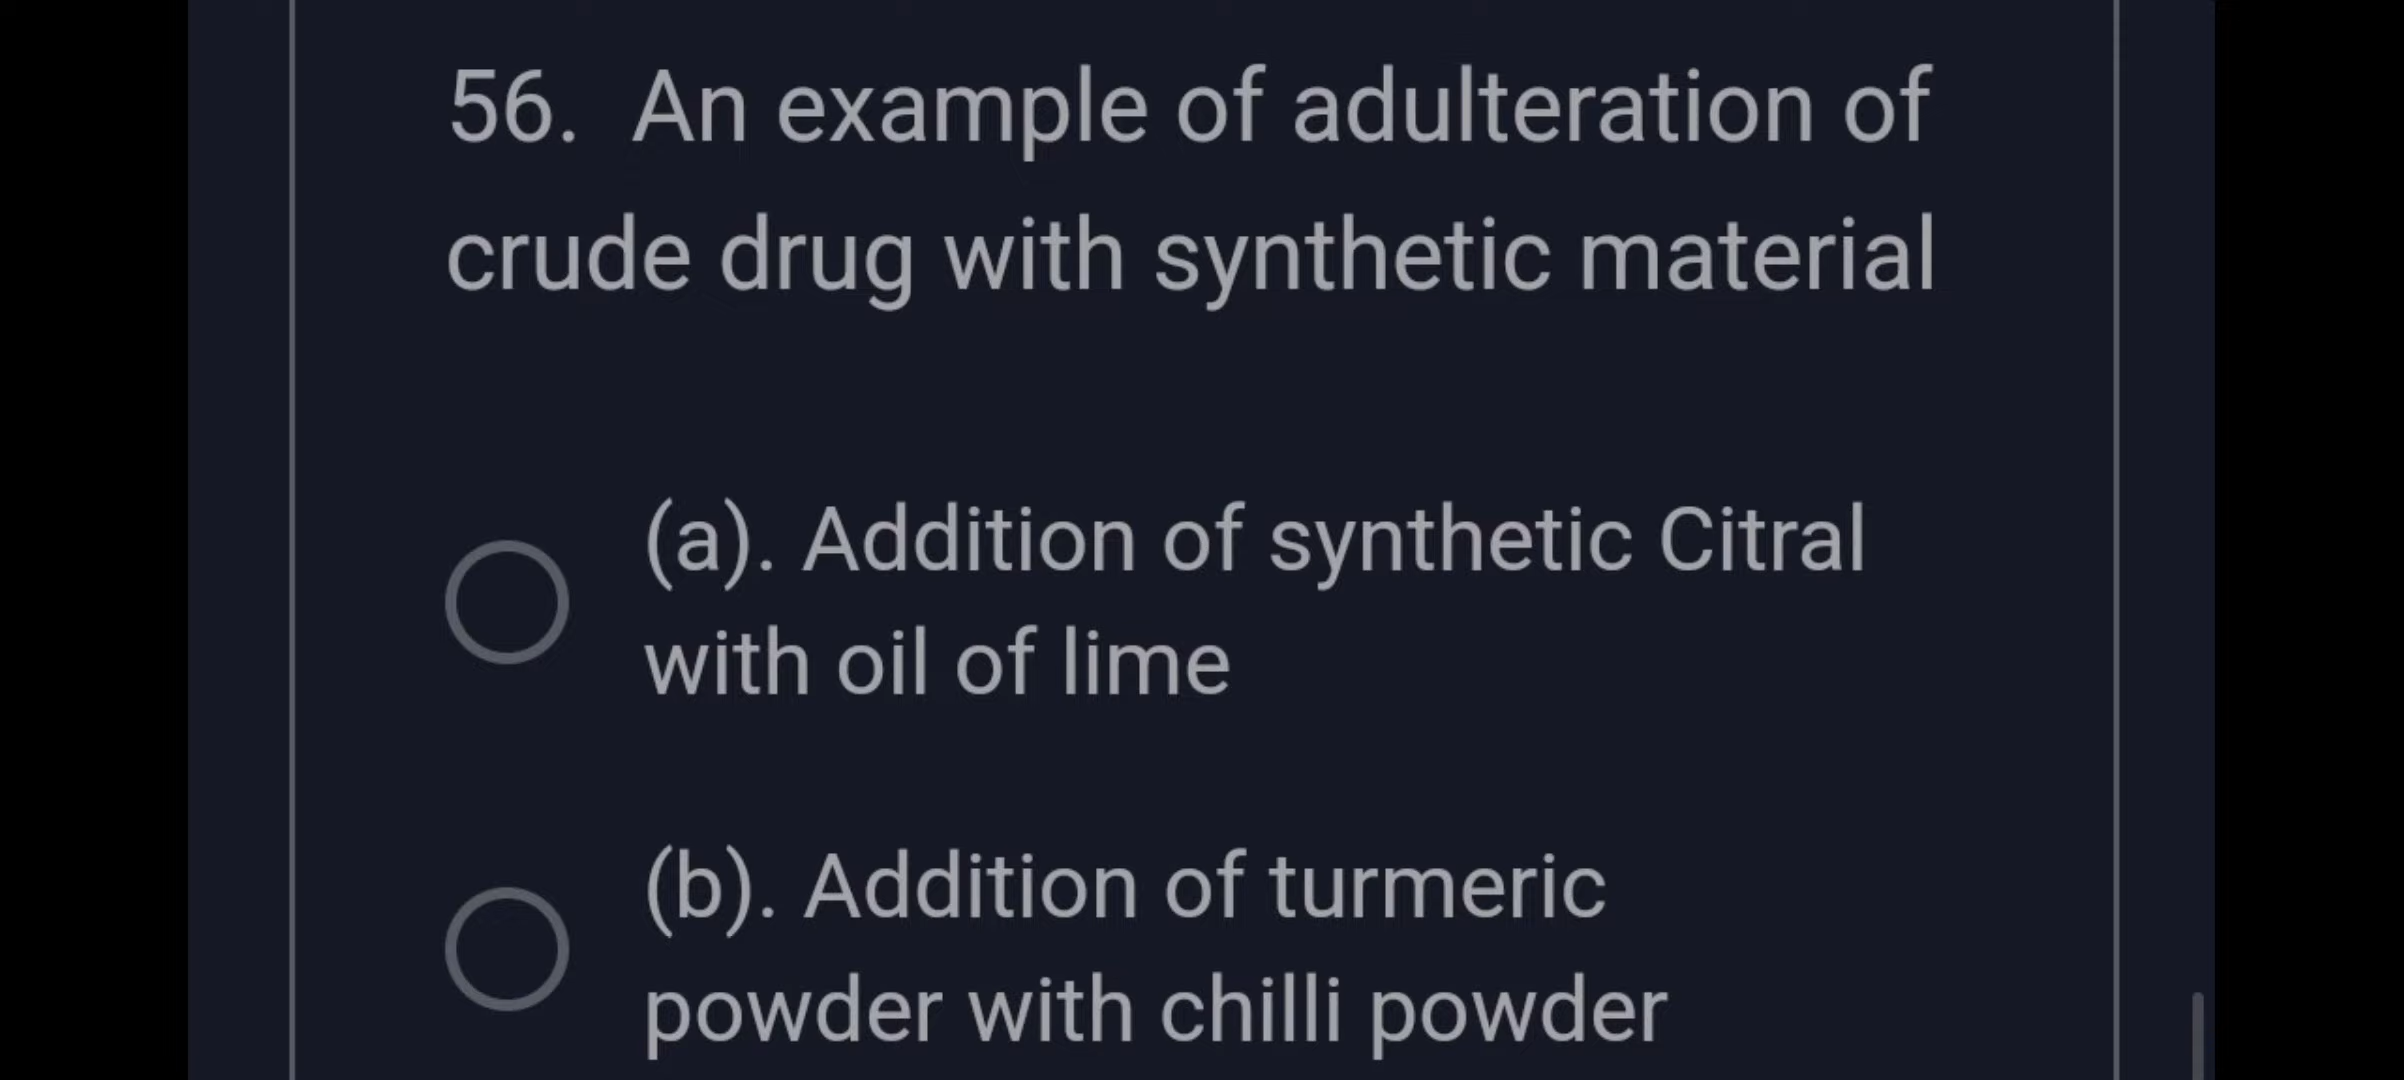 56. An example of adulteration of
crude drug with synthetic material
(a). Addition of synthetic Citral
with oil of lime
(b). Addition of turmeric
powder with chilli powder